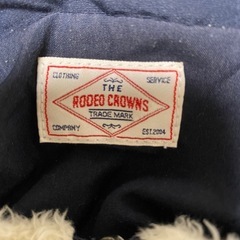 CLOTHING SERVICE
THE
RODEO CROWNS
TRADE MARK
COMPANY EST.2004